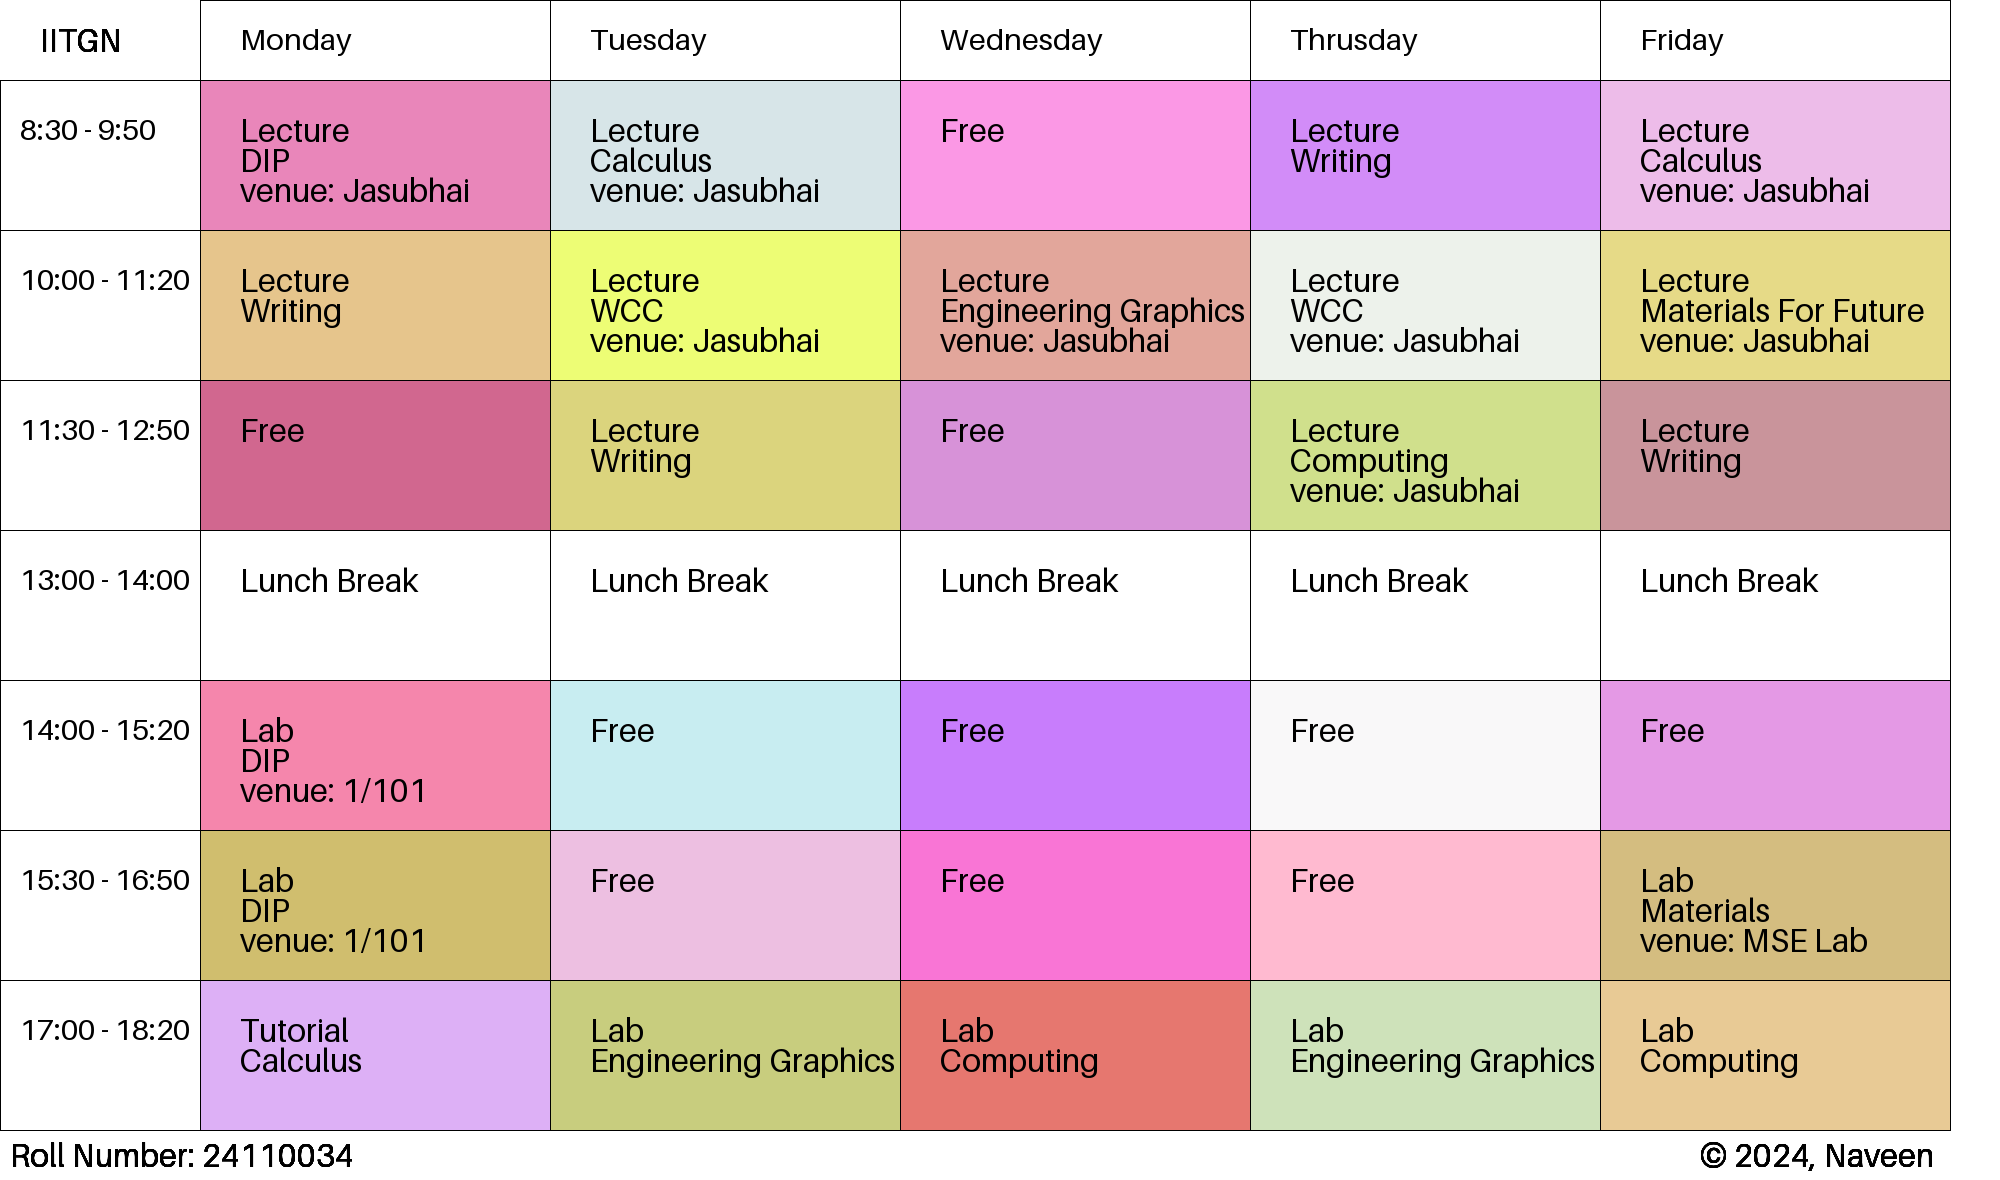 IITGN
Monday
Tuesday
Wednesday
Thrusday
Friday
8:30 - 9:50
Lecture
DIP
venue: Jasubhai
Lecture
Calculus
venue: Jasubhai
Free
Lecture
Writing
Lecture
Calculus
venue: Jasubhai
10:00 - 11:20
Lecture
Writing
Lecture
WCC
venue: Jasubhai
Lecture
Engineering Graphics
venue: Jasubhai
Lecture
WCC
venue: Jasubhai
Lecture
Materials For Future
venue: Jasubhai
11:30 - 12:50
Free
Lecture
Writing
Free
Lecture
Computing
venue: Jasubhai
Lecture
Writing
13:00 - 14:00
Lunch Break
Lunch Break
Lunch Break
Lunch Break
Lunch Break
14:00 - 15:20
Lab
DIP
venue: 1/101
Free
Free
Free
Free
15:30 - 16:50
Lab
DIP
venue: 1/101
Free
Free
Free
Lab
Materials
venue: MSE Lab
17:00 - 18:20
Tutorial
Calculus
Lab
Engineering Graphics
Lab
Computing
Lab
Engineering Graphics
Lab
Computing
Roll Number: 24110034
© 2024, Naveen